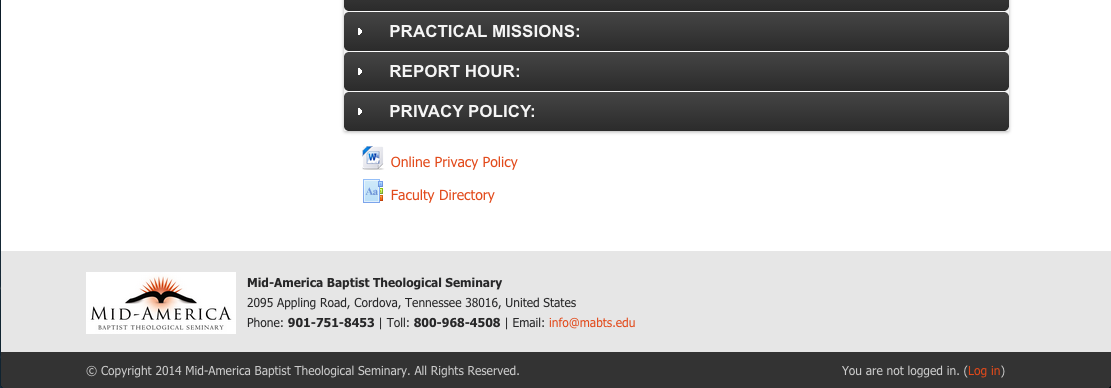 PRACTICAL MISSIONS:
REPORT HOUR:
PRIVACY POLICY:
Online Privacy Policy
Faculty Directory
MID-AMERICA
BAPTIST THEOLOGICAL SEMINARY
Mid-America Baptist Theological Seminary
2095 Appling Road, Cordova, Tennessee 38016, United States
Phone: 901-751-8453 | Toll: 800-968-4508 | Email: info@mabts.edu
© Copyright 2014 Mid-America Baptist Theological Seminary. All Rights Reserved.
You are not logged in. (Log in)